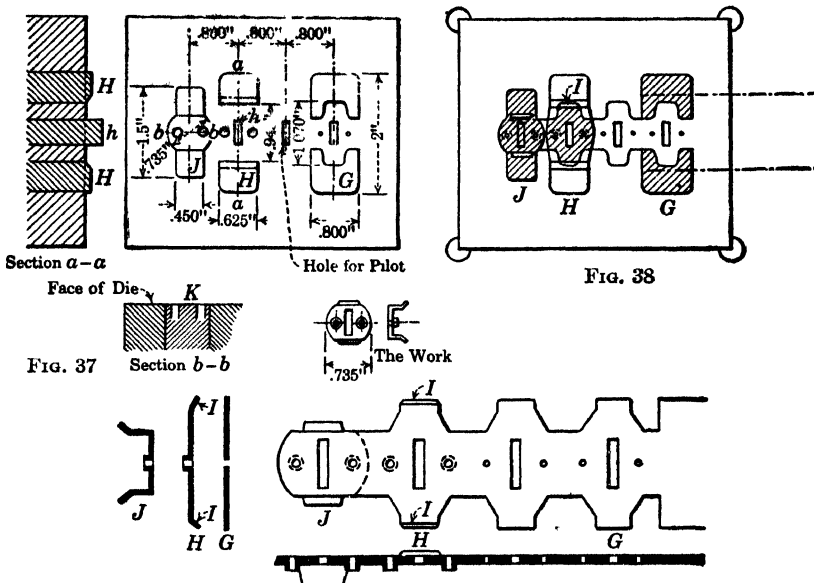 .800" .800" .800"
a
H
h
h
b b
1.5"
.735"
.94"
1.070"
2"
J
H
G
H
a
.450"
.625"
.800"
Section a-a
Hole for Pilot
I
J
H
G
FIG. 38
Face of Die
K
FIG. 37
Section b-b
The Work
.735"
I
I
J
H
G
I
J
I
H
G